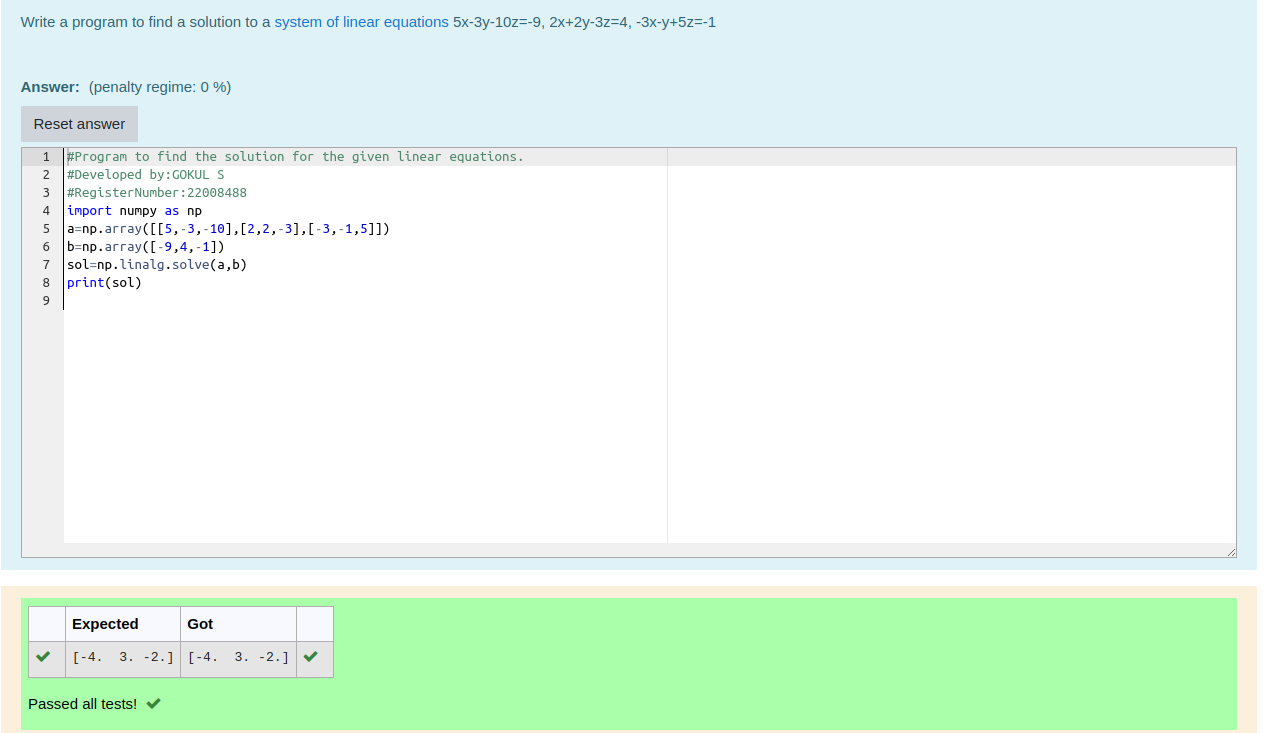 Write a program to find a solution to a system of linear equations 5x-3y-10z=-9, 2x+2y-3z=4, -3x-y+5z=-1
Answer: (penalty regime: 0 %)
Reset answer
1 #Program to find the solution for the given linear equations.
2 #Developed by:GOKUL S
3 #RegisterNumber:22008488
4 import numpy as np
5 a=np.array([[5,-3,-10],[2,2,-3],[-3,-1,5]])
6 b=np.array([-9,4,-1])
7 sol=np.linalg.solve(a,b)
8 print(sol)
9
Expected Got
[-4.  3. -2.] [-4.  3. -2.]
Passed all tests!